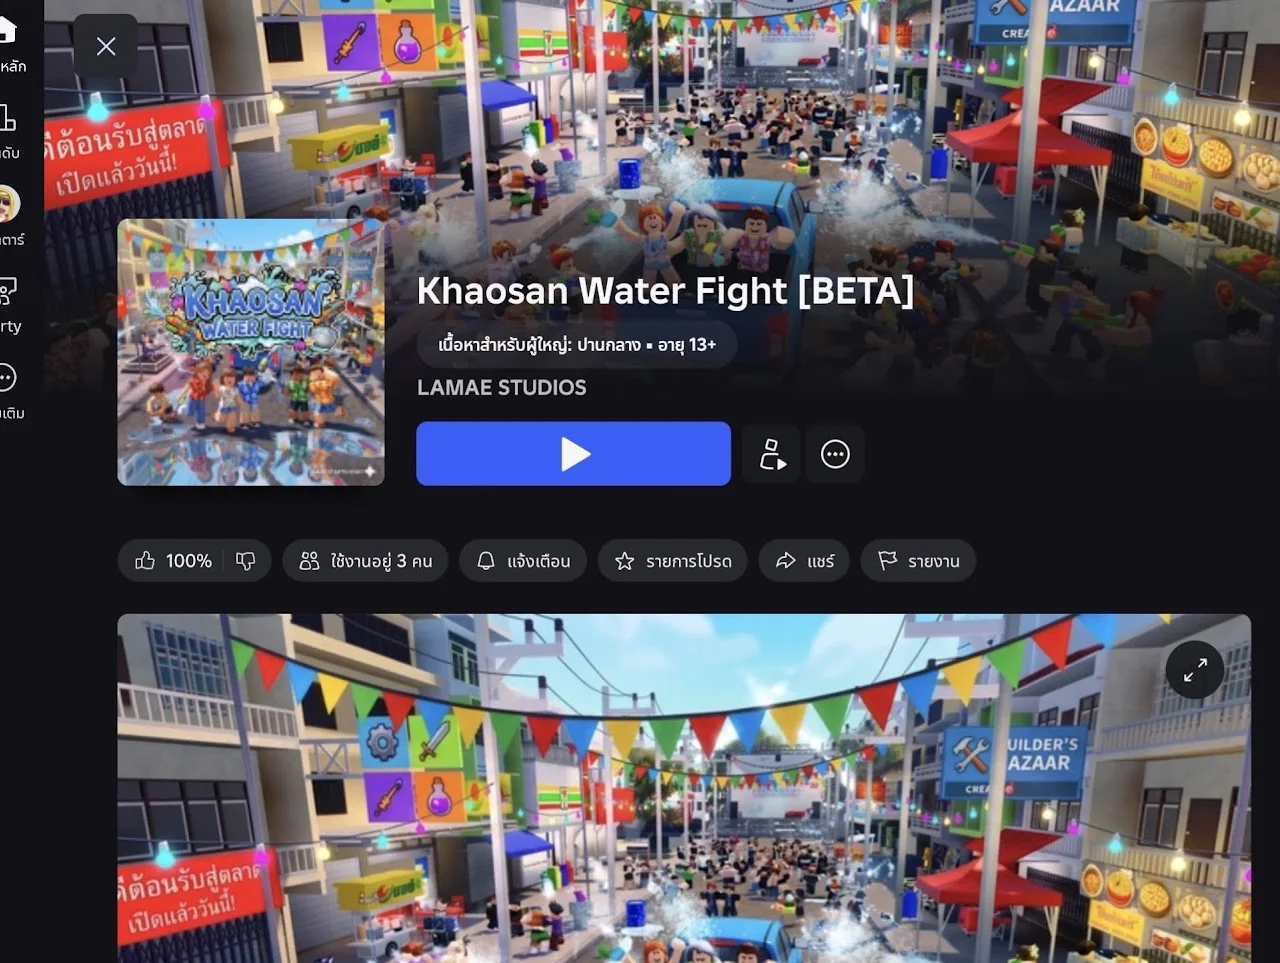 หลัก
ดับ
ตาร์
rty
เติม
ต้อนรับสู่ตลาด
เปิดแล้ววันนี้!
AZAAR
CREA
KHAOSAN
WATER FIGHT
Khaosan Water Fight [BETA]
เนื้อหาสำหรับผู้ใหญ่: ปานกลาง ▪ อายุ 13+
LAMAE STUDIOS
100%
ใช้งานอยู่ 3 คน
แจ้งเตือน
รายการโปรด
แชร์
รายงาน
UILDER'S
AZAAR
CREA
ต้อนรับสู่ตลาด
เปิดแล้ววันนี้!